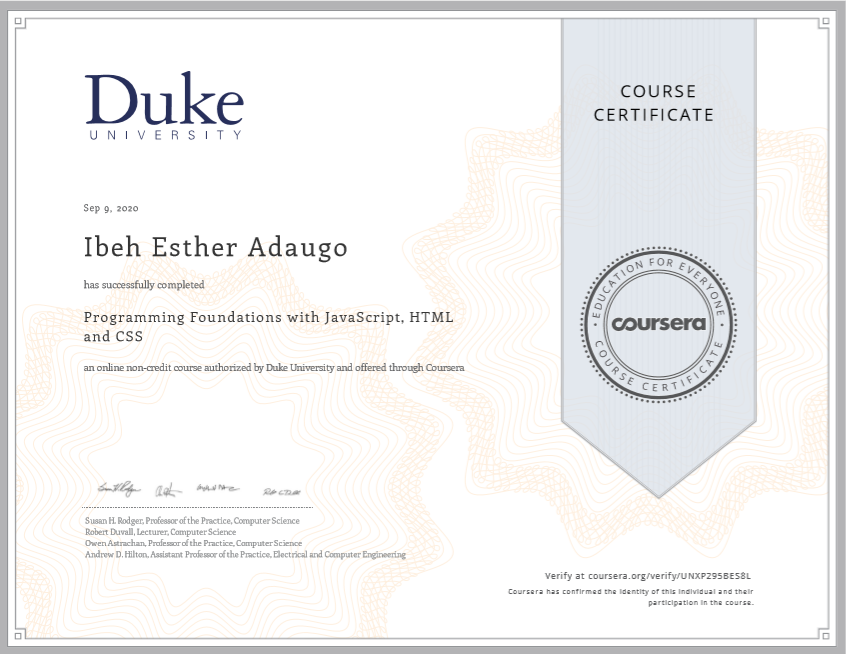 Duke
UNIVERSITY
COURSE
CERTIFICATE
Sep 9, 2020
Ibeh Esther Adaugo
has successfully completed
Programming Foundations with JavaScript, HTML
and CSS
an online non-credit course authorized by Duke University and offered through Coursera
EDUCATION FOR EVERYONE
coursera
COURSE CERTIFICATE
Susan H. Rodger, Professor of the Practice, Computer Science
Robert Duvall, Lecturer, Computer Science
Owen Astrachan, Professor of the Practice, Computer Science
Andrew D. Hilton, Assistant Professor of the Practice, Electrical and Computer Engineering
Verify at coursera.org/verify/UNXP295BES8L
Coursera has confirmed the identity of this individual and their
participation in the course.